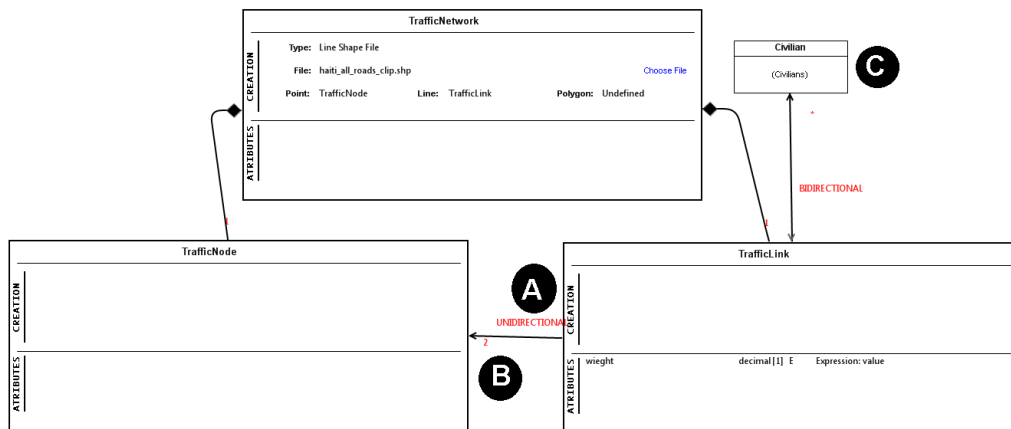 TrafficNetwork
CREATION
Type: Line Shape File
File: haiti_all_roads_clip.shp Choose File
Point: TrafficNode Line: TrafficLink Polygon: Undefined
ATRIBUTES
Civilian
(Civilians)
C
*
BIDIRECTIONAL
1
1
TrafficNode
CREATION
ATRIBUTES
A
UNIDIRECTIONAL
2
B
TrafficLink
CREATION
ATRIBUTES
wieght decimal [1] E Expression: value